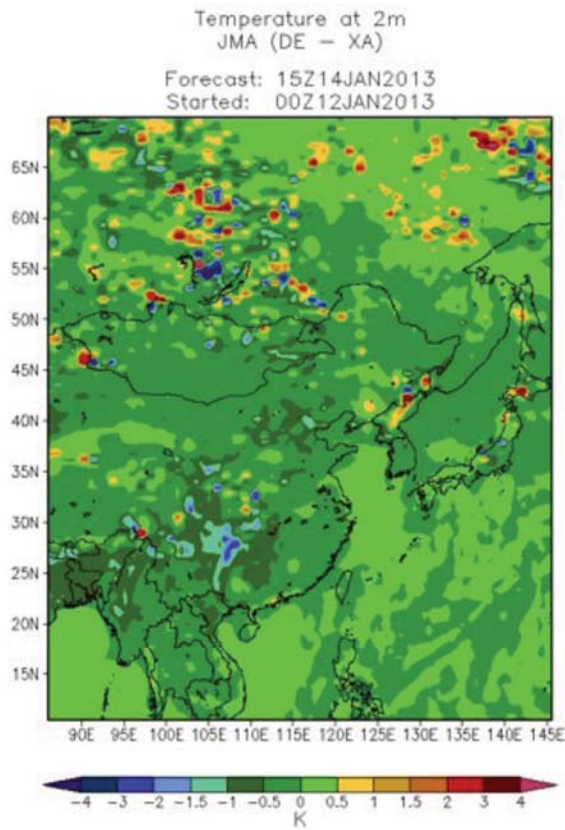 Temperature at 2m
JMA (DE – XA)
Forecast: 15Z14JAN2013
Started: 00Z12JAN2013
65N
60N
55N
50N
45N
40N
35N
30N
25N
20N
15N
90E 95E 100E 105E 110E 115E 120E 125E 130E 135E 140E 145E
−4 −3 −2 −1.5 −1 −0.5 0 0.5 1 1.5 2 3 4
K